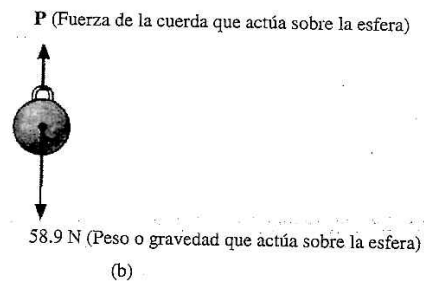 P (Fuerza de la cuerda que actúa sobre la esfera)
58.9 N (Peso o gravedad que actúa sobre la esfera)
(b)